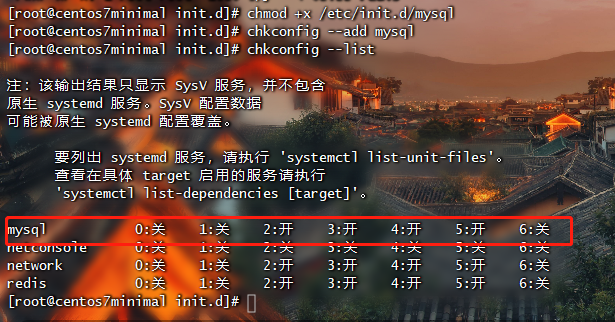 [root@centos7minimal init.d]# chmod +x /etc/init.d/mysql
[root@centos7minimal init.d]# chkconfig --add mysql
[root@centos7minimal init.d]# chkconfig --list
注：该输出结果只显示 SysV 服务，并不包含
原生 systemd 服务。SysV 配置数据
可能被原生 systemd 配置覆盖。
要列出 systemd 服务，请执行 'systemctl list-unit-files'。
查看在具体 target 启用的服务请执行
'systemctl list-dependencies [target]'。
mysql 0:关 1:关 2:开 3:开 4:开 5:开 6:关
netconsole 0:关 1:关 2:关 3:关 4:关 5:关 6:关
network 0:关 1:关 2:开 3:开 4:开 5:开 6:关
redis 0:关 1:关 2:开 3:开 4:开 5:开 6:关
[root@centos7minimal init.d]#